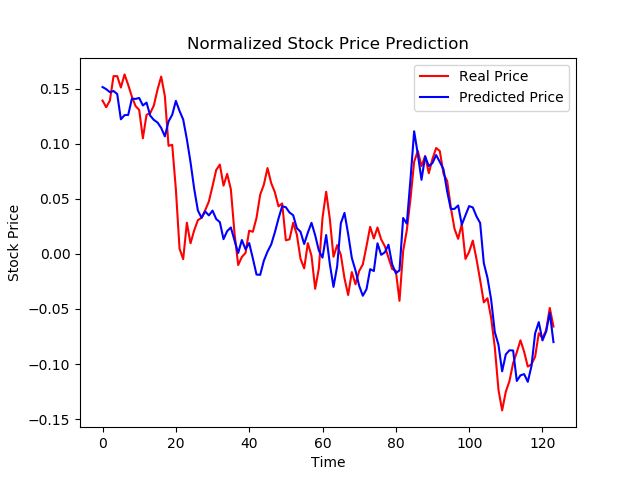 Normalized Stock Price Prediction
Real Price
Predicted Price
0.15
0.10
0.05
0.00
−0.05
−0.10
−0.15
Stock Price
0 20 40 60 80 100 120
Time